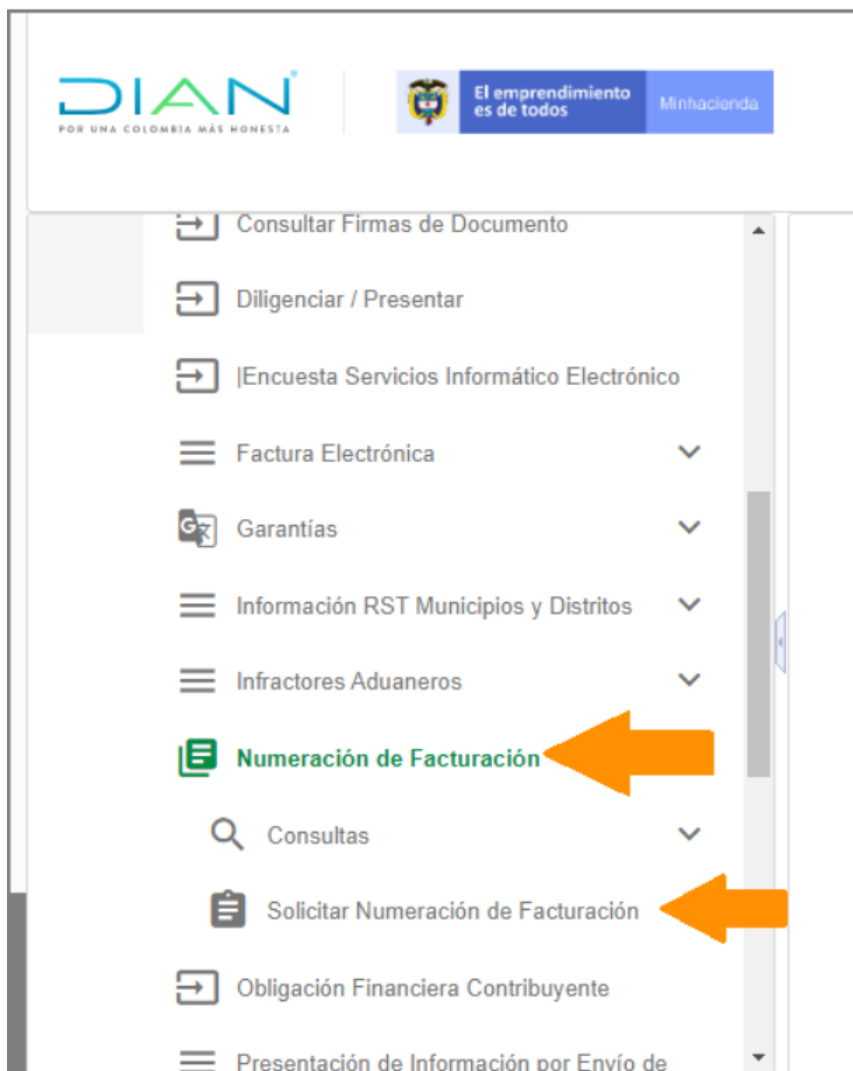 DIAN
POR UNA COLOMBIA MÁS HONESTA
El emprendimiento
es de todos
Minhacienda
Consultar Firmas de Documento
Diligenciar / Presentar
|Encuesta Servicios Informático Electrónico
Factura Electrónica
Garantías
Información RST Municipios y Distritos
Infractores Aduaneros
Numeración de Facturación
Consultas
Solicitar Numeración de Facturación
Obligación Financiera Contribuyente
Presentación de Información por Envío de